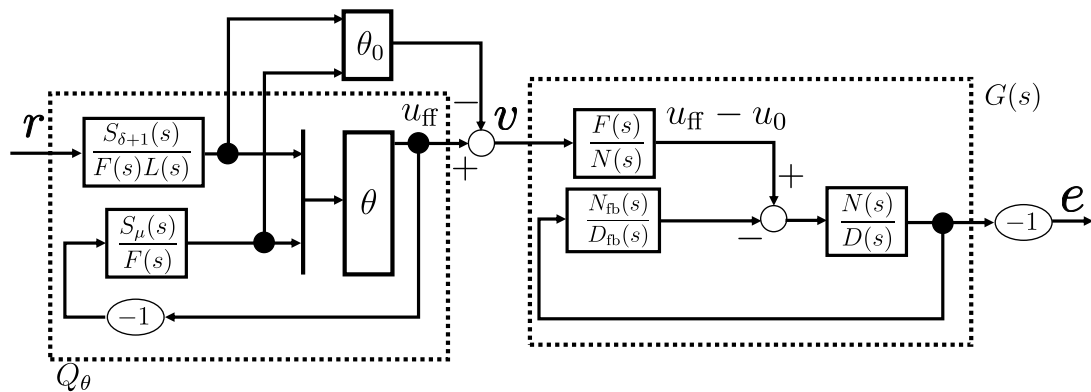 θ₀
G(s)
r
S_{δ+1}(s)
F(s)L(s)
u_ff
−
v
+
F(s)
N(s)
u_ff − u₀
θ
+
e
N_fb(s)
D_fb(s)
−
N(s)
D(s)
−1
S_μ(s)
F(s)
−1
Q_θ